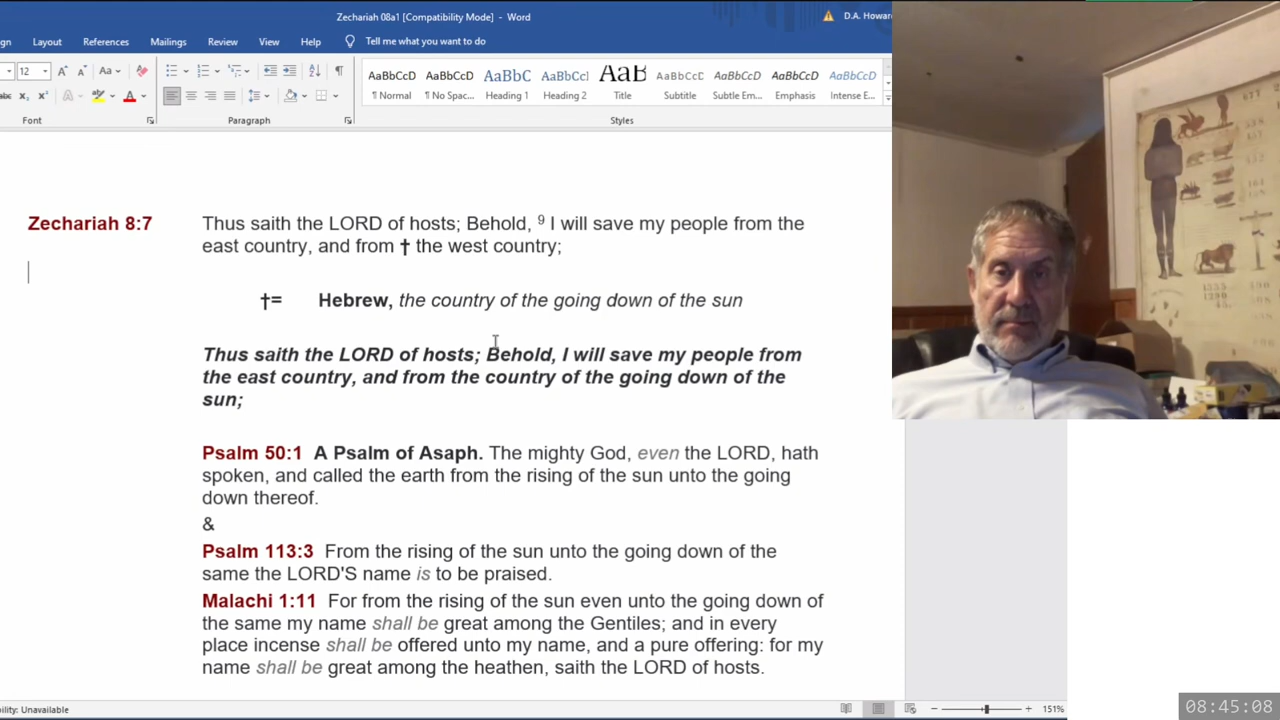 Zechariah 08a1 [Compatibility Mode] - Word
D.A. Howar
gn Layout References Mailings Review View Help Tell me what you want to do
12 Aa
abc x² A A
Font Paragraph Styles
AaBbCcD AaBbCcD AaBbC AaBbCcl AaB AaBbCcD AaBbCcD AaBbCcD AaBbCcD
¶ Normal ¶ No Spac... Heading 1 Heading 2 Title Subtitle Subtle Em... Emphasis Intense E...
Zechariah 8:7 Thus saith the LORD of hosts; Behold, ⁹ I will save my people from the
east country, and from † the west country;
†= Hebrew, the country of the going down of the sun
Thus saith the LORD of hosts; Behold, I will save my people from
the east country, and from the country of the going down of the
sun;
Psalm 50:1 A Psalm of Asaph. The mighty God, even the LORD, hath
spoken, and called the earth from the rising of the sun unto the going
down thereof.
&
Psalm 113:3 From the rising of the sun unto the going down of the
same the LORD'S name is to be praised.
Malachi 1:11 For from the rising of the sun even unto the going down of
the same my name shall be great among the Gentiles; and in every
place incense shall be offered unto my name, and a pure offering: for my
name shall be great among the heathen, saith the LORD of hosts.
bility: Unavailable
151%
08:45:08
677
1335
1290